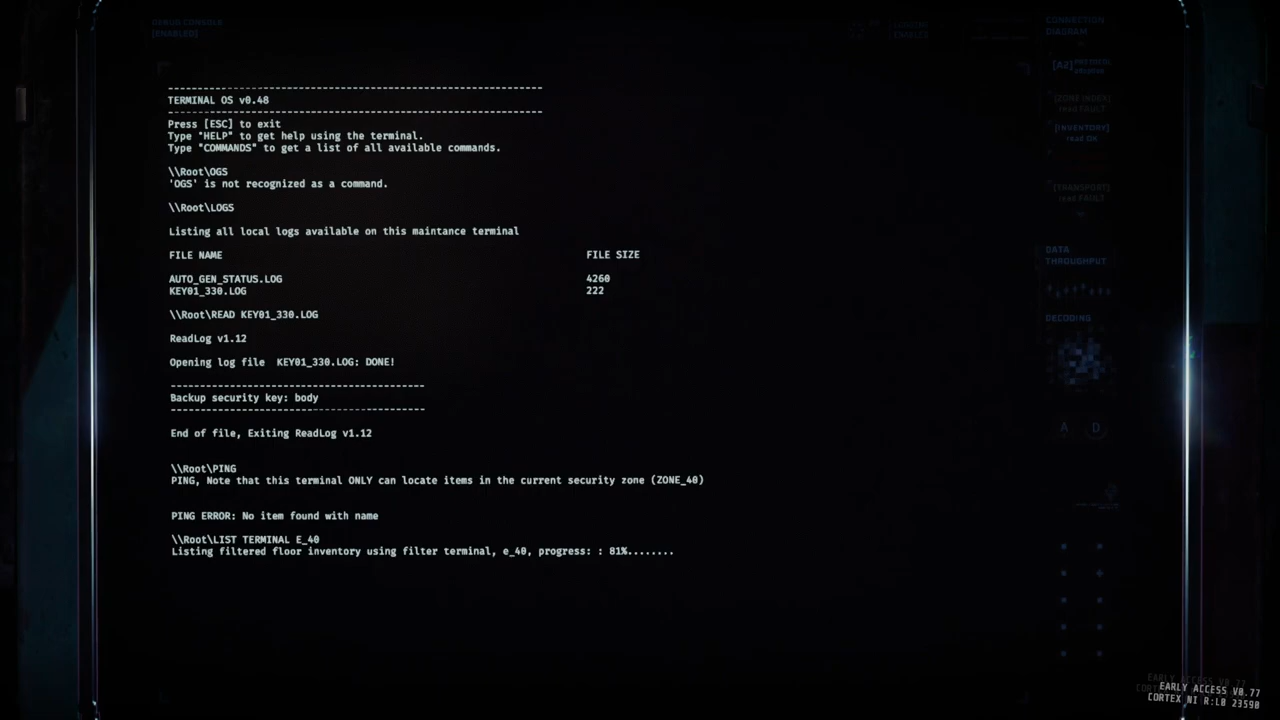 DEBUG CONSOLE
[ENABLED]
--------------------------------------------------------------
TERMINAL OS v0.48
--------------------------------------------------------------
Press [ESC] to exit
Type "HELP" to get help using the terminal.
Type "COMMANDS" to get a list of all available commands.
\\Root\OGS
'OGS' is not recognized as a command.
\\Root\LOGS
Listing all local logs available on this maintance terminal
FILE NAME FILE SIZE
AUTO_GEN_STATUS.LOG 4260
KEY01_330.LOG 222
\\Root\READ KEY01_330.LOG
ReadLog v1.12
Opening log file KEY01_330.LOG: DONE!
------------------------------------------
Backup security key: body
------------------------------------------
End of file, Exiting ReadLog v1.12
\\Root\PING
PING, Note that this terminal ONLY can locate items in the current security zone (ZONE_40)
PING ERROR: No item found with name
\\Root\LIST TERMINAL E_40
Listing filtered floor inventory using filter terminal, e_40, progress: : 81%........
CONNECTION
DIAGRAM
[ZONE INDEX]
read FAULT
[INVENTORY]
read OK
[TRANSPORT]
read FAULT
DATA
THROUGHPUT
DECODING
A D
EARLY ACCESS V0.77
CORTEX NI R:L0 23590